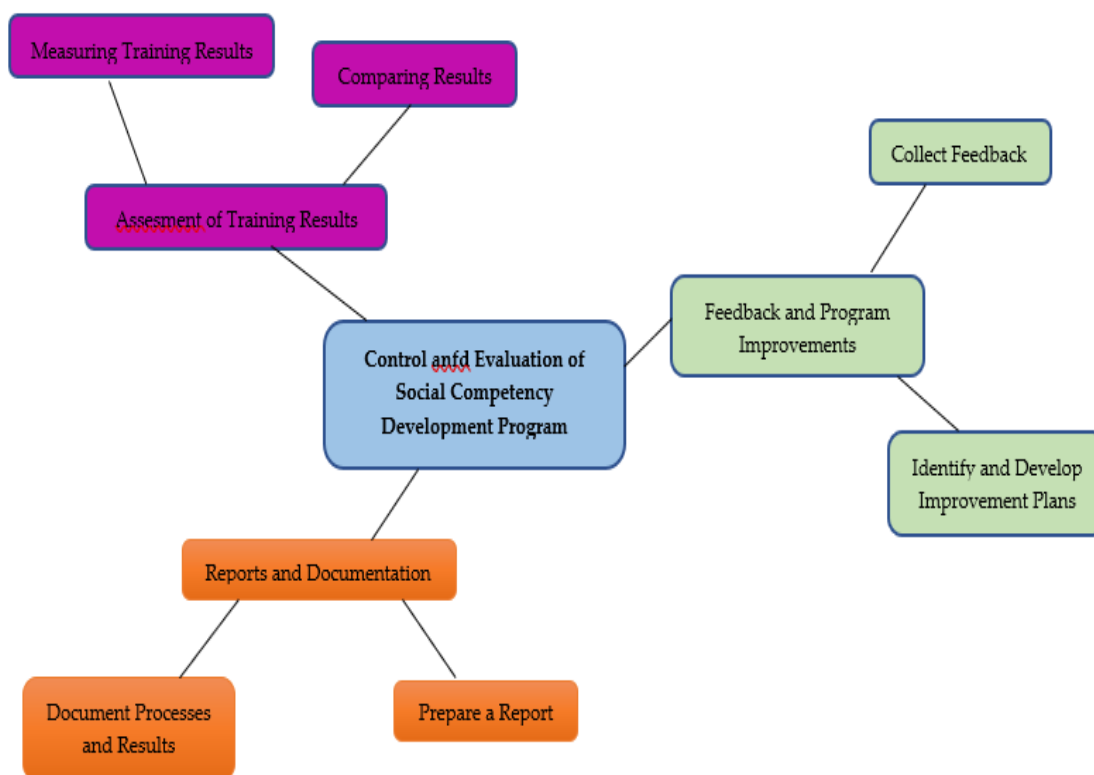 Measuring Training Results
Comparing Results
Assesment of Training Results
Collect Feedback
Feedback and Program
Improvements
Control anfd Evaluation of
Social Competency
Development Program
Identify and Develop
Improvement Plans
Reports and Documentation
Document Processes
and Results
Prepare a Report